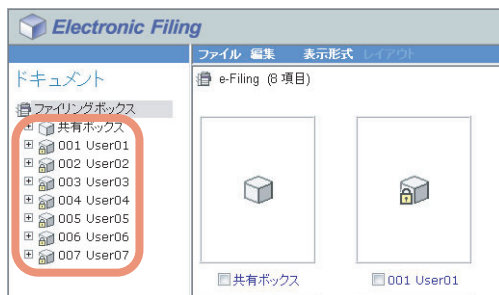 Electronic Filing
ファイル 編集 表示形式 レイアウト
ドキュメント
e-Filing (8 項目)
ファイリングボックス
共有ボックス
001 User01
002 User02
003 User03
004 User04
005 User05
006 User06
007 User07
共有ボックス
001 User01